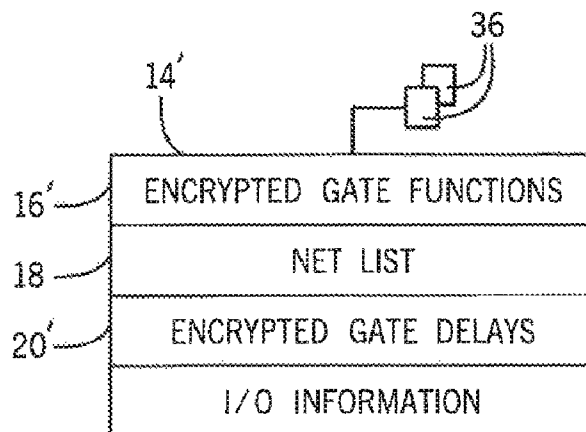 36
14'
16' ENCRYPTED GATE FUNCTIONS
18 NET LIST
20' ENCRYPTED GATE DELAYS
I/O INFORMATION